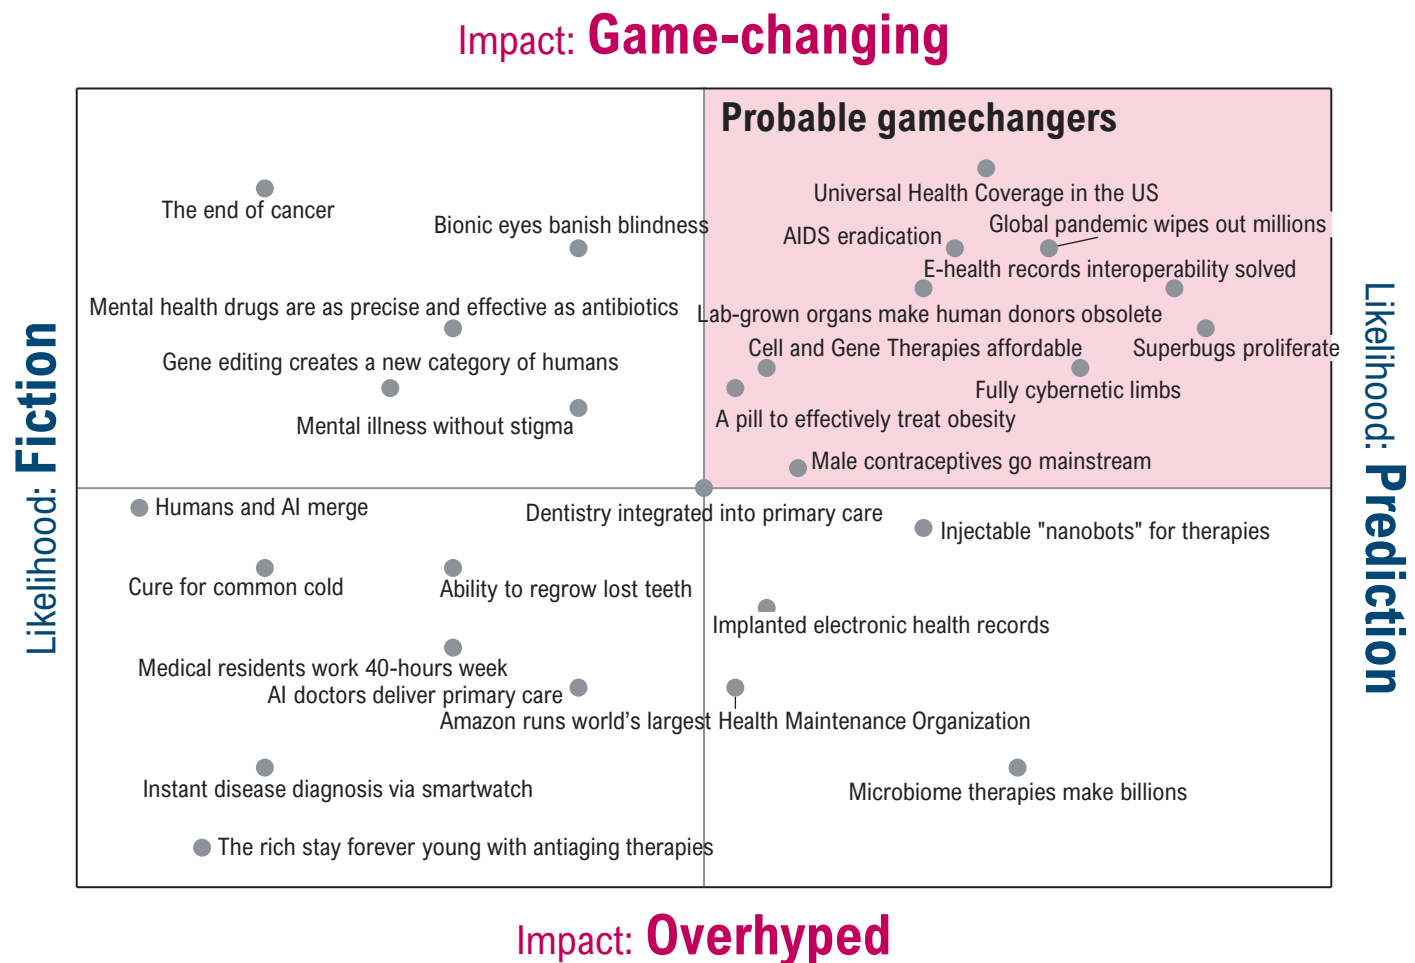 Impact: Game-changing
Probable gamechangers
Universal Health Coverage in the US
The end of cancer
Bionic eyes banish blindness
AIDS eradication
Global pandemic wipes out millions
E-health records interoperability solved
Mental health drugs are as precise and effective as antibiotics
Lab-grown organs make human donors obsolete
Gene editing creates a new category of humans
Cell and Gene Therapies affordable
Superbugs proliferate
Fully cybernetic limbs
Mental illness without stigma
A pill to effectively treat obesity
Male contraceptives go mainstream
Likelihood: Fiction
Likelihood: Prediction
Humans and AI merge
Dentistry integrated into primary care
Injectable "nanobots" for therapies
Cure for common cold
Ability to regrow lost teeth
Implanted electronic health records
Medical residents work 40-hours week
AI doctors deliver primary care
Amazon runs world’s largest Health Maintenance Organization
Instant disease diagnosis via smartwatch
Microbiome therapies make billions
The rich stay forever young with antiaging therapies
Impact: Overhyped